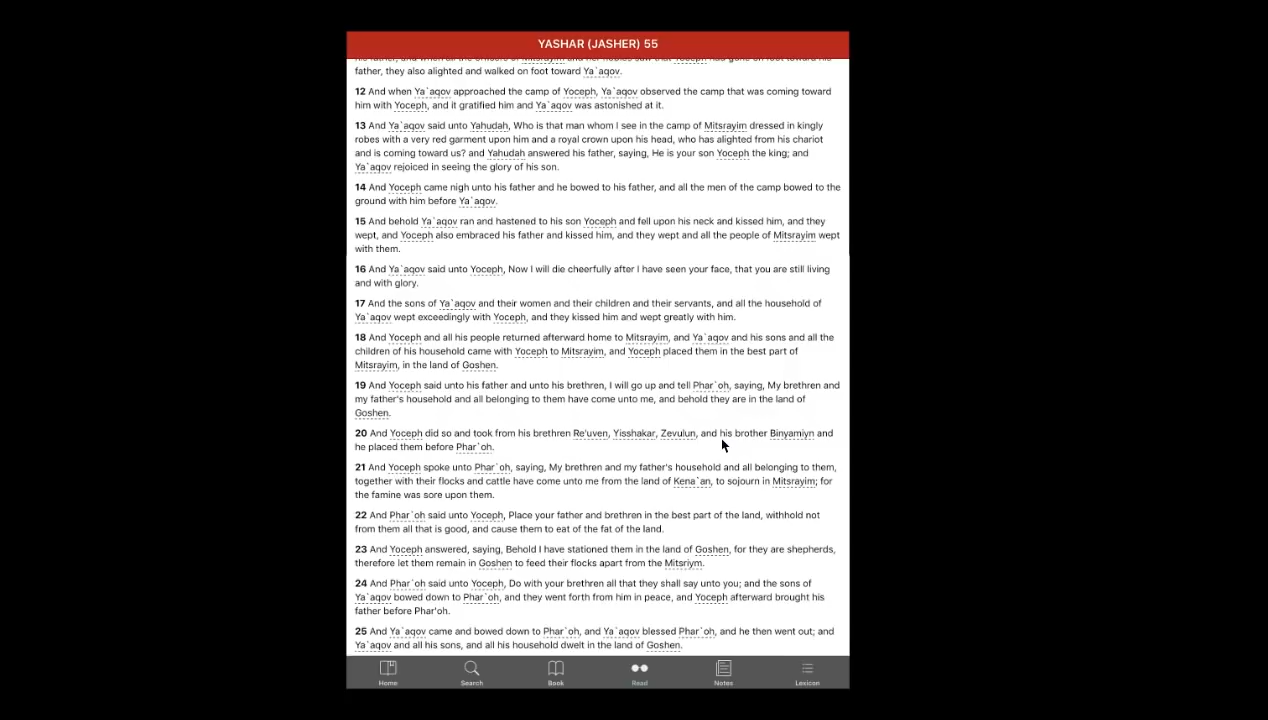 YASHAR (JASHER) 55
father, they also alighted and walked on foot toward Ya`aqov.
12 And when Ya`aqov approached the camp of Yoceph, Ya`aqov observed the camp that was coming toward
him with Yoceph, and it gratified him and Ya`aqov was astonished at it.
13 And Ya`aqov said unto Yahudah, Who is that man whom I see in the camp of Mitsrayim dressed in kingly
robes with a very red garment upon him and a royal crown upon his head, who has alighted from his chariot
and is coming toward us? and Yahudah answered his father, saying, He is your son Yoceph the king; and
Ya`aqov rejoiced in seeing the glory of his son.
14 And Yoceph came nigh unto his father and he bowed to his father, and all the men of the camp bowed to the
ground with him before Ya`aqov.
15 And behold Ya`aqov ran and hastened to his son Yoceph and fell upon his neck and kissed him, and they
wept, and Yoceph also embraced his father and kissed him, and they wept and all the people of Mitsrayim wept
with them.
16 And Ya`aqov said unto Yoceph, Now I will die cheerfully after I have seen your face, that you are still living
and with glory.
17 And the sons of Ya`aqov and their women and their children and their servants, and all the household of
Ya`aqov wept exceedingly with Yoceph, and they kissed him and wept greatly with him.
18 And Yoceph and all his people returned afterward home to Mitsrayim, and Ya`aqov and his sons and all the
children of his household came with Yoceph to Mitsrayim, and Yoceph placed them in the best part of
Mitsrayim, in the land of Goshen.
19 And Yoceph said unto his father and unto his brethren, I will go up and tell Phar`oh, saying, My brethren and
my father's household and all belonging to them have come unto me, and behold they are in the land of
Goshen.
20 And Yoceph did so and took from his brethren Re'uven, Yisshakar, Zevulun, and his brother Binyamiyn and
he placed them before Phar`oh.
21 And Yoceph spoke unto Phar`oh, saying, My brethren and my father's household and all belonging to them,
together with their flocks and cattle have come unto me from the land of Kena`an, to sojourn in Mitsrayim; for
the famine was sore upon them.
22 And Phar`oh said unto Yoceph, Place your father and brethren in the best part of the land, withhold not
from them all that is good, and cause them to eat of the fat of the land.
23 And Yoceph answered, saying, Behold I have stationed them in the land of Goshen, for they are shepherds,
therefore let them remain in Goshen to feed their flocks apart from the Mitsriym.
24 And Phar`oh said unto Yoceph, Do with your brethren all that they shall say unto you; and the sons of
Ya`aqov bowed down to Phar`oh, and they went forth from him in peace, and Yoceph afterward brought his
father before Phar'oh.
25 And Ya`aqov came and bowed down to Phar`oh, and Ya`aqov blessed Phar`oh, and he then went out; and
Ya`aqov and all his sons, and all his household dwelt in the land of Goshen.
Home Search Book Read Notes Lexicon